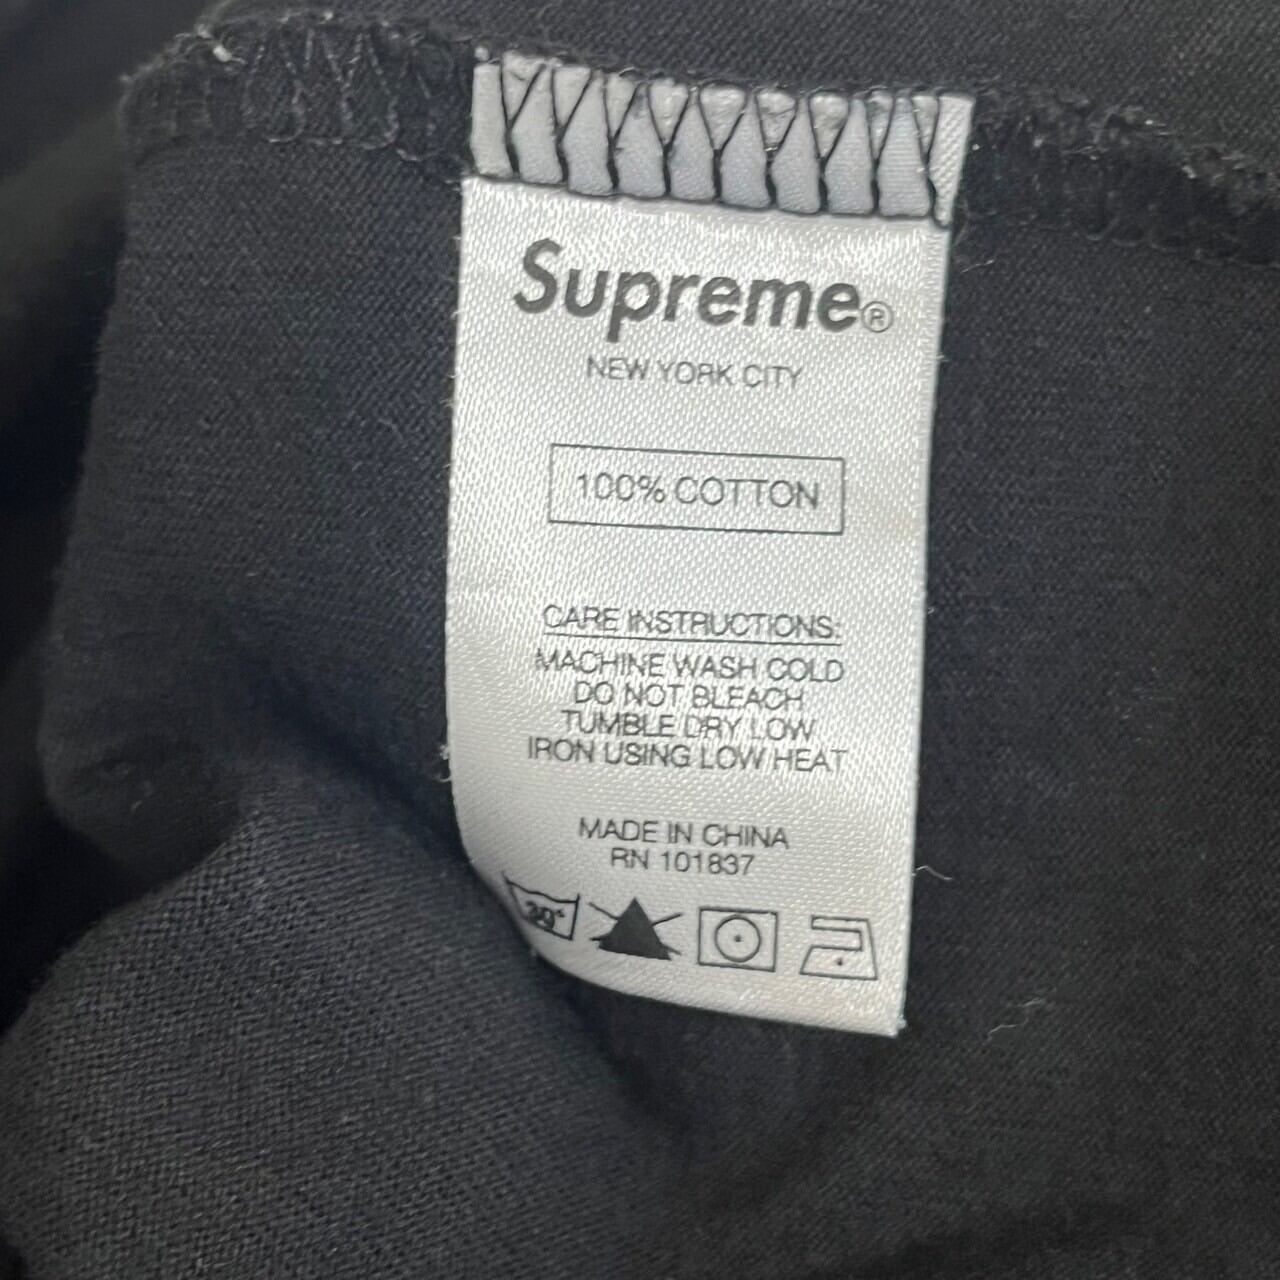 Supreme®
NEW YORK CITY
100% COTTON
CARE INSTRUCTIONS:
MACHINE WASH COLD
DO NOT BLEACH
TUMBLE DRY LOW
IRON USING LOW HEAT
MADE IN CHINA
RN 101837
30°